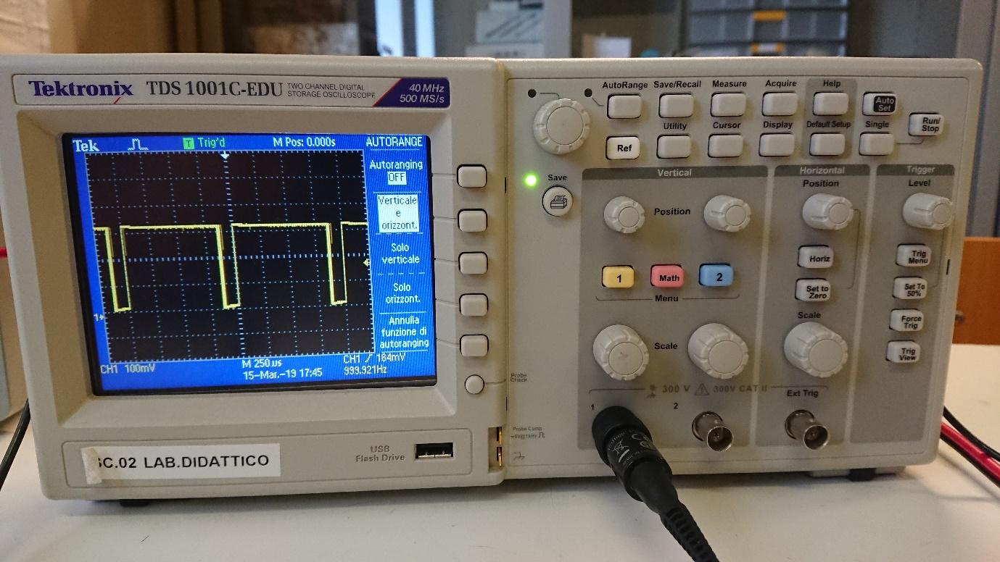 Tektronix TDS 1001C-EDU TWO CHANNEL DIGITAL STORAGE OSCILLOSCOPE
40 MHz
500 MS/s
Tek T Trig'd M Pos: 0.000s AUTORANGE
Autoranging
OFF
Verticale
e
orizzont.
Solo
verticale
Solo
orizzont.
Annulla
funzione di
autoranging
1
CH1 100mV
M 250µs
CH1 184mV
15-Mar.-19 17:45
999.921Hz
C.02 LAB.DIDATTICO
USB
Flash Drive
AutoRange Save/Recall Measure Acquire Help
Auto
Set
Utility Cursor Display Default Setup Single
Run/
Stop
Ref
Save
Vertical
Position
1 Math 2
Menu
Scale
Horizontal
Position
Horiz
Set to
Zero
Scale
Trigger
Level
Trig
Menu
Set To
50%
Force
Trig
Trig
View
Probe
Check
300 V 300V CAT II
1
2
Ext Trig
Probe Comp